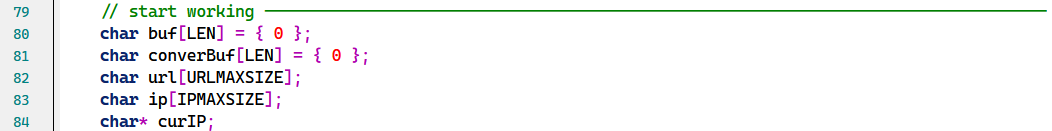 79 // start working ──────────────────────────────────────────────────────────────────────────────────
80 char buf[LEN] = { 0 };
81 char converBuf[LEN] = { 0 };
82 char url[URLMAXSIZE];
83 char ip[IPMAXSIZE];
84 char* curIP;